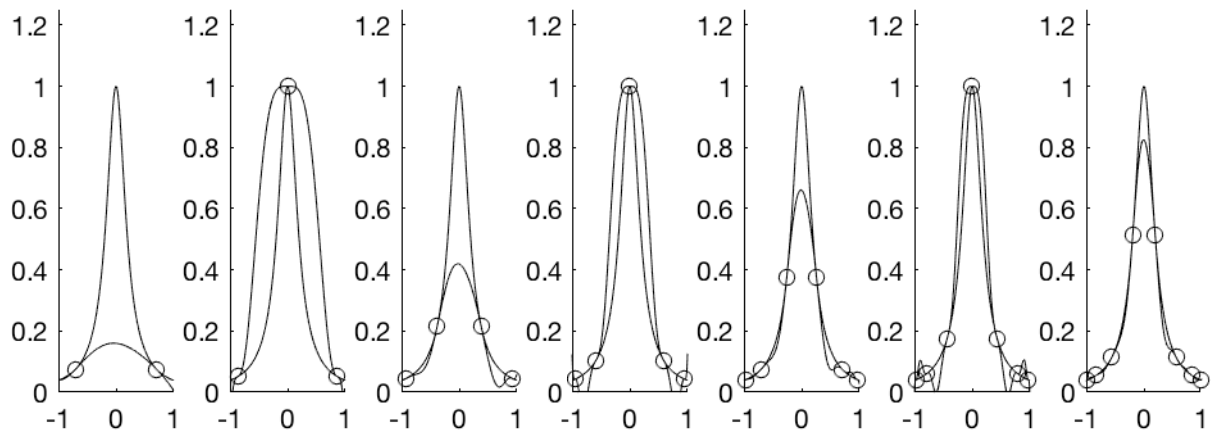 1.2 1.2 1.2 1.2 1.2 1.2 1.2
1 1 1 1 1 1 1
0.8 0.8 0.8 0.8 0.8 0.8 0.8
0.6 0.6 0.6 0.6 0.6 0.6 0.6
0.4 0.4 0.4 0.4 0.4 0.4 0.4
0.2 0.2 0.2 0.2 0.2 0.2 0.2
0 0 0 0 0 0 0
-1 0 1 -1 0 1 -1 0 1 -1 0 1 -1 0 1 -1 0 1 -1 0 1